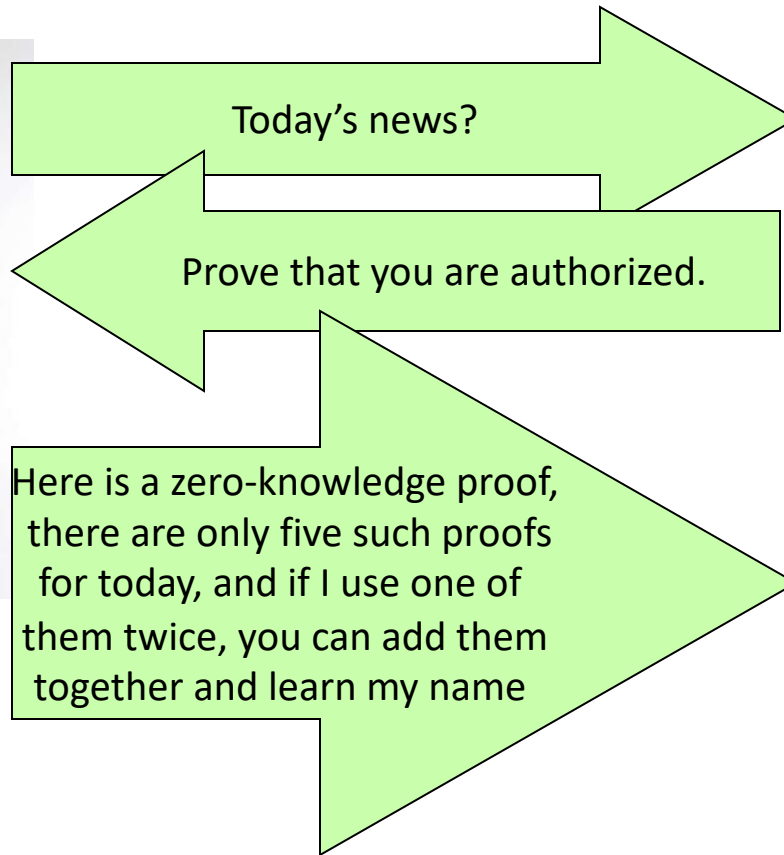 Today’s news?
Prove that you are authorized.
Here is a zero-knowledge proof,
there are only five such proofs
for today, and if I use one of
them twice, you can add them
together and learn my name